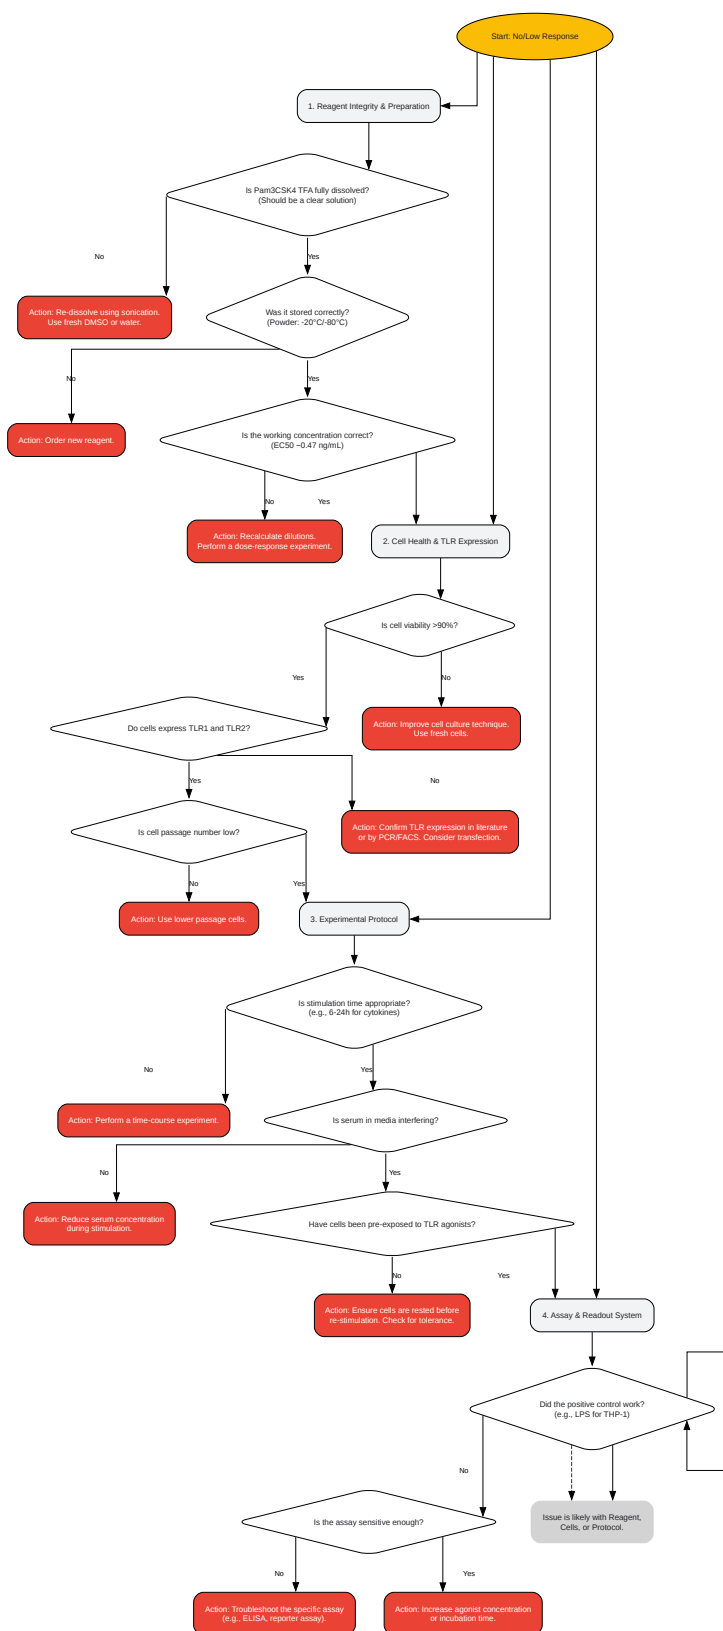 Start: No/Low Response
1. Reagent Integrity & Preparation
Is Pam3CSK4 TFA fully dissolved?
(Should be a clear solution)
No
Yes
Action: Re-dissolve using sonication.
Use fresh DMSO or water.
Was it stored correctly?
(Powder: -20°C/-80°C)
No
Yes
Action: Order new reagent.
Is the working concentration correct?
(EC50 ~0.47 ng/mL)
No
Yes
Action: Recalculate dilutions.
Perform a dose-response experiment.
2. Cell Health & TLR Expression
Is cell viability >90%?
Yes
No
Action: Improve cell culture technique.
Use fresh cells.
Do cells express TLR1 and TLR2?
Yes
No
Action: Confirm TLR expression in literature
or by PCR/FACS. Consider transfection.
Is cell passage number low?
No
Yes
Action: Use lower passage cells.
3. Experimental Protocol
Is stimulation time appropriate?
(e.g., 6-24h for cytokines)
No
Yes
Action: Perform a time-course experiment.
Is serum in media interfering?
No
Yes
Action: Reduce serum concentration
during stimulation.
Have cells been pre-exposed to TLR agonists?
No
Yes
Action: Ensure cells are rested before
re-stimulation. Check for tolerance.
4. Assay & Readout System
Did the positive control work?
(e.g., LPS for THP-1)
No
Issue is likely with Reagent,
Cells, or Protocol.
Is the assay sensitive enough?
No
Yes
Action: Troubleshoot the specific assay
(e.g., ELISA, reporter assay).
Action: Increase agonist concentration
or incubation time.